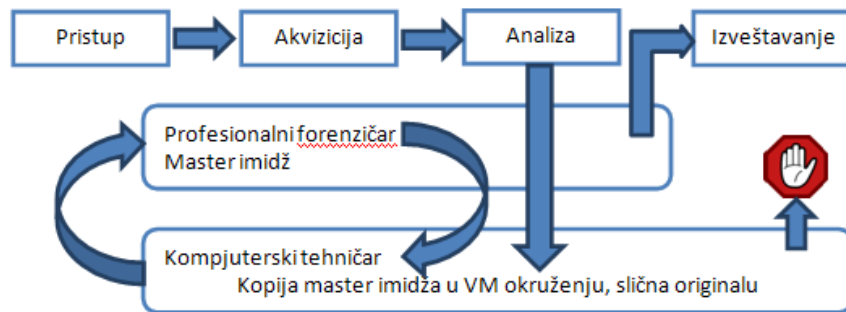 Pristup
Akvizicija
Analiza
Izveštavanje
Profesionalni forenzičar
Master imidž
Kompjuterski tehničar
Kopija master imidža u VM okruženju, slična originalu